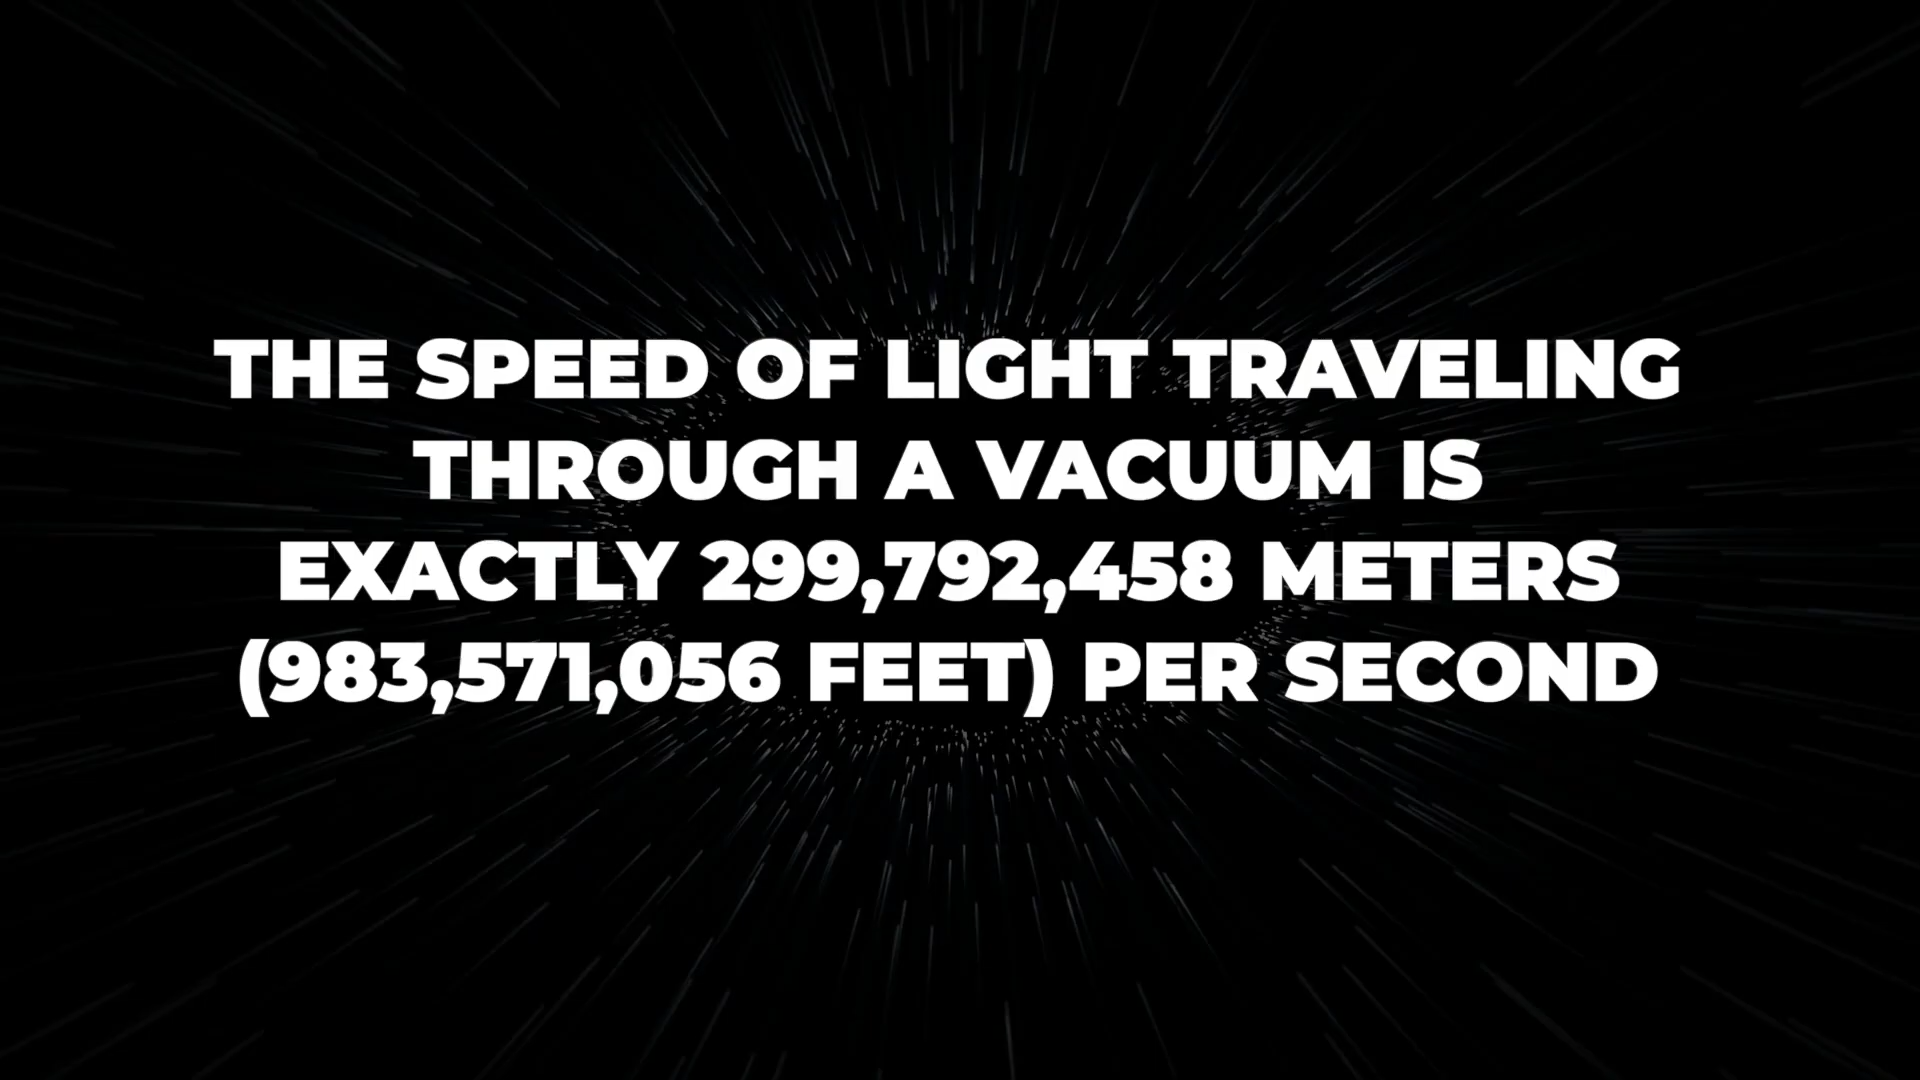 THE SPEED OF LIGHT TRAVELING
THROUGH A VACUUM IS
EXACTLY 299,792,458 METERS
(983,571,056 FEET) PER SECOND